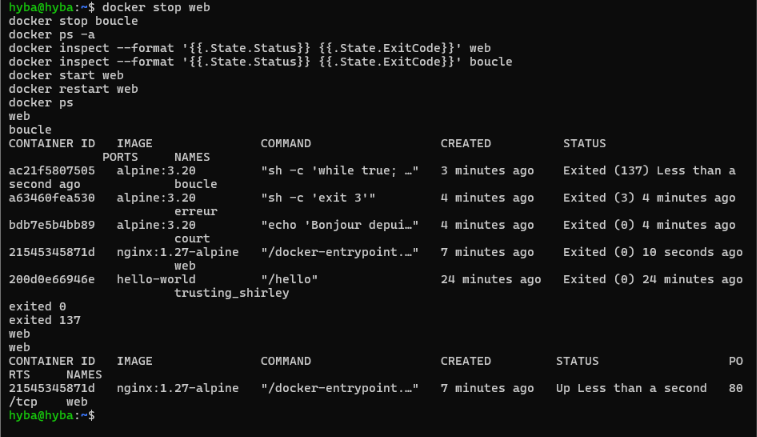 hyba@hyba:~$ docker stop web
docker stop boucle
docker ps -a
docker inspect --format '{{.State.Status}} {{.State.ExitCode}}' web
docker inspect --format '{{.State.Status}} {{.State.ExitCode}}' boucle
docker start web
docker restart web
docker ps
web
boucle
CONTAINER ID   IMAGE               COMMAND                  CREATED          STATUS
             PORTS     NAMES
ac21f5807505   alpine:3.20         "sh -c 'while true; …"   3 minutes ago    Exited (137) Less than a
second ago             boucle
a63460fea530   alpine:3.20         "sh -c 'exit 3'"         4 minutes ago    Exited (3) 4 minutes ago
                       erreur
bdb7e5b4bb89   alpine:3.20         "echo 'Bonjour depui…"   4 minutes ago    Exited (0) 4 minutes ago
                       court
21545345871d   nginx:1.27-alpine   "/docker-entrypoint.…"   7 minutes ago    Exited (0) 10 seconds ago
                       web
200d0e66946e   hello-world         "/hello"                 24 minutes ago   Exited (0) 24 minutes ago
                       trusting_shirley
exited 0
exited 137
web
web
CONTAINER ID   IMAGE               COMMAND                  CREATED         STATUS                  PO
RTS     NAMES
21545345871d   nginx:1.27-alpine   "/docker-entrypoint.…"   7 minutes ago   Up Less than a second   80
/tcp    web
hyba@hyba:~$